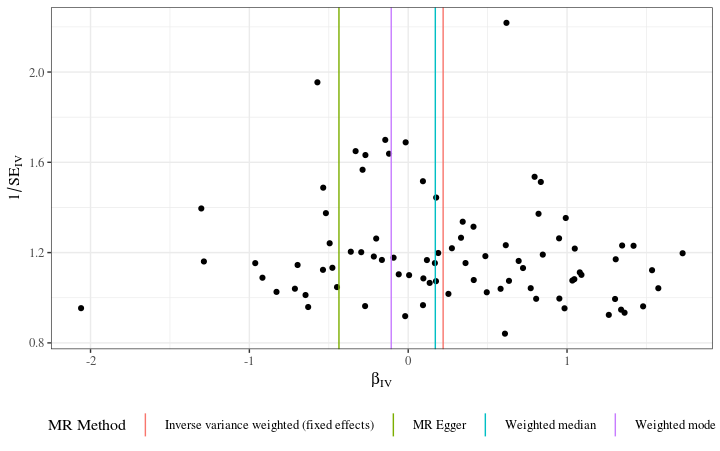 1/SE_IV
2.0
1.6
1.2
0.8
-2
-1
0
1
β_IV
MR Method
Inverse variance weighted (fixed effects)
MR Egger
Weighted median
Weighted mode